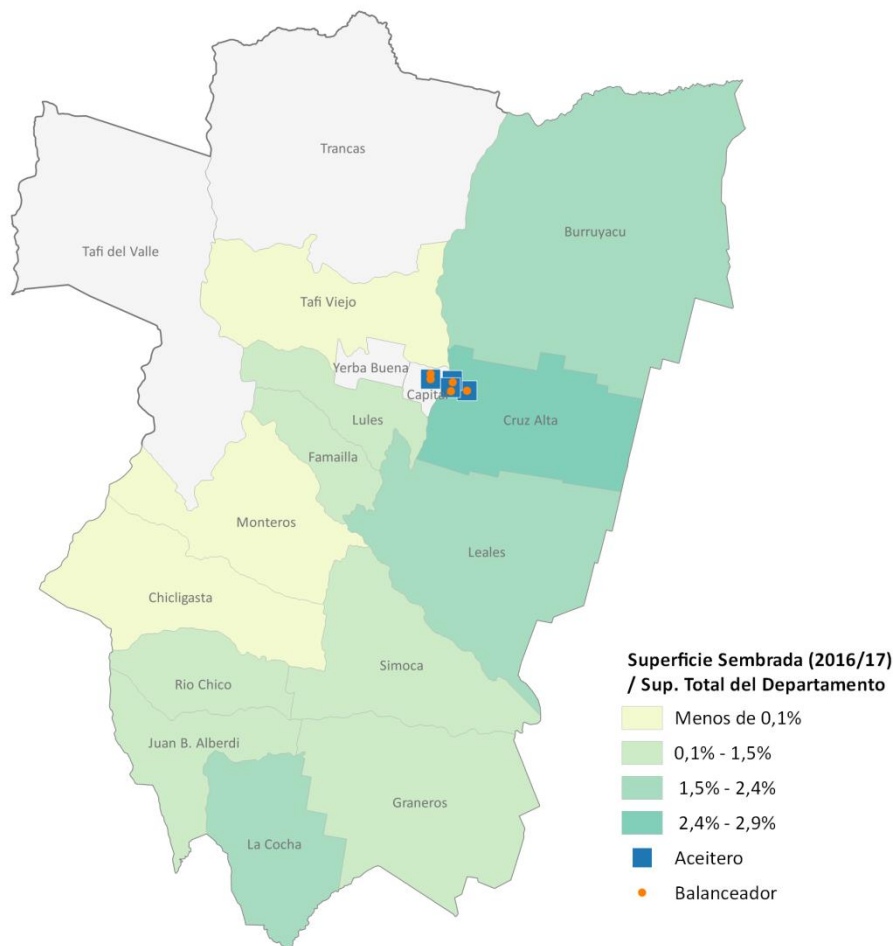 Trancas
Burruyacu
Tafi del Valle
Tafi Viejo
Yerba Buena
Capital
Cruz Alta
Lules
Famailla
Monteros
Leales
Chicligasta
Simoca
Rio Chico
Juan B. Alberdi
Graneros
La Cocha
Superficie Sembrada (2016/17)
/ Sup. Total del Departamento
Menos de 0,1%
0,1% - 1,5%
1,5% - 2,4%
2,4% - 2,9%
Aceitero
Balanceador